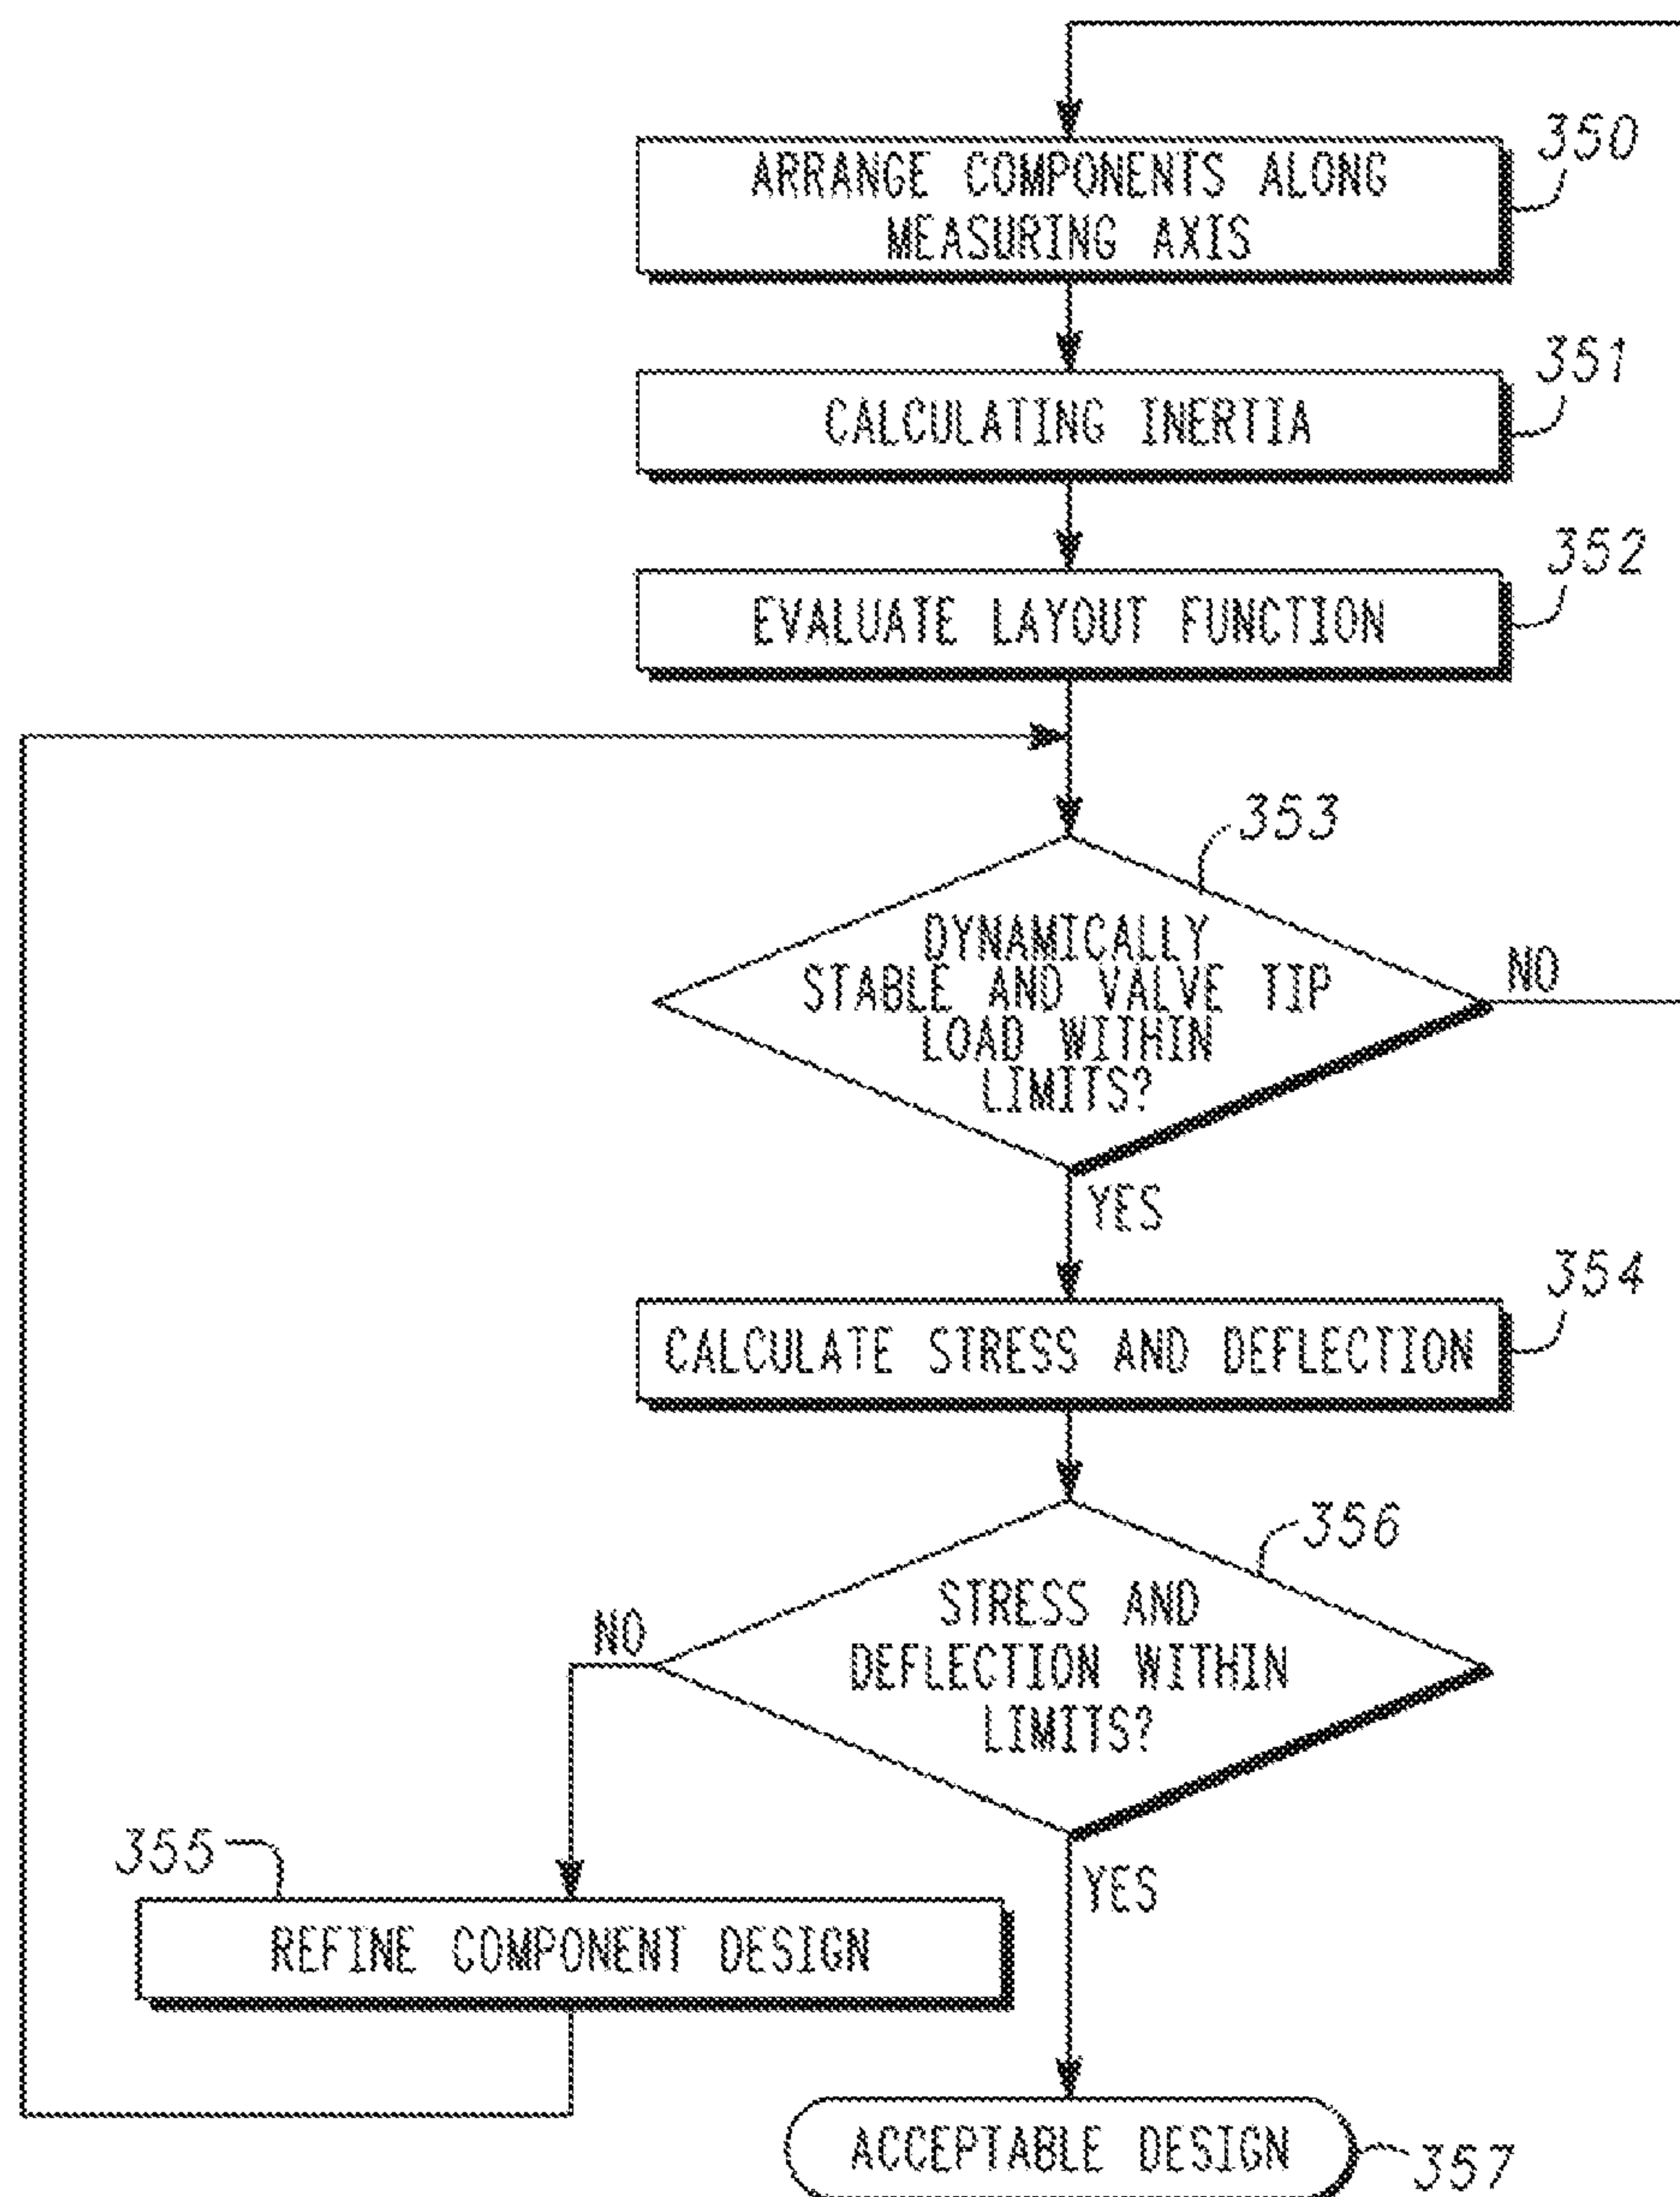 350
ARRANGE COMPONENTS ALONG
MEASURING AXIS
351
CALCULATING INERTIA
352
EVALUATE LAYOUT FUNCTION
353
DYNAMICALLY
STABLE AND VALVE TIP
LOAD WITHIN
LIMITS?
NO
YES
354
CALCULATE STRESS AND DEFLECTION
356
STRESS AND
DEFLECTION WITHIN
LIMITS?
NO
355
YES
REFINE COMPONENT DESIGN
ACCEPTABLE DESIGN
357